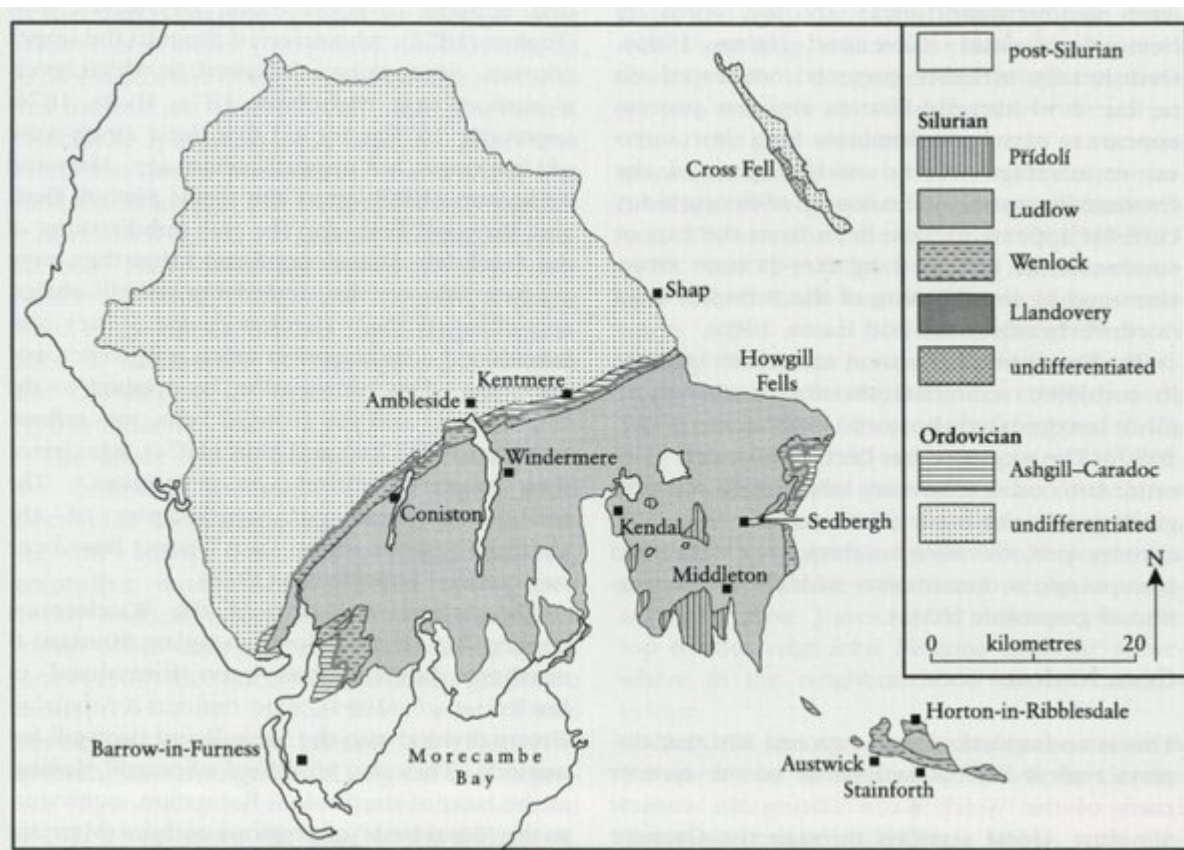 post-Silurian
Silurian
Přídolí
Ludlow
Wenlock
Llandovery
undifferentiated
Ordovician
Ashgill–Caradoc
undifferentiated
N
0 kilometres 20
Cross Fell
Shap
Howgill
Fells
Kentmere
Ambleside
Windermere
Coniston
Kendal
Sedbergh
Middleton
Horton-in-Ribblesdale
Austwick
Stainforth
Barrow-in-Furness
Morecambe
Bay